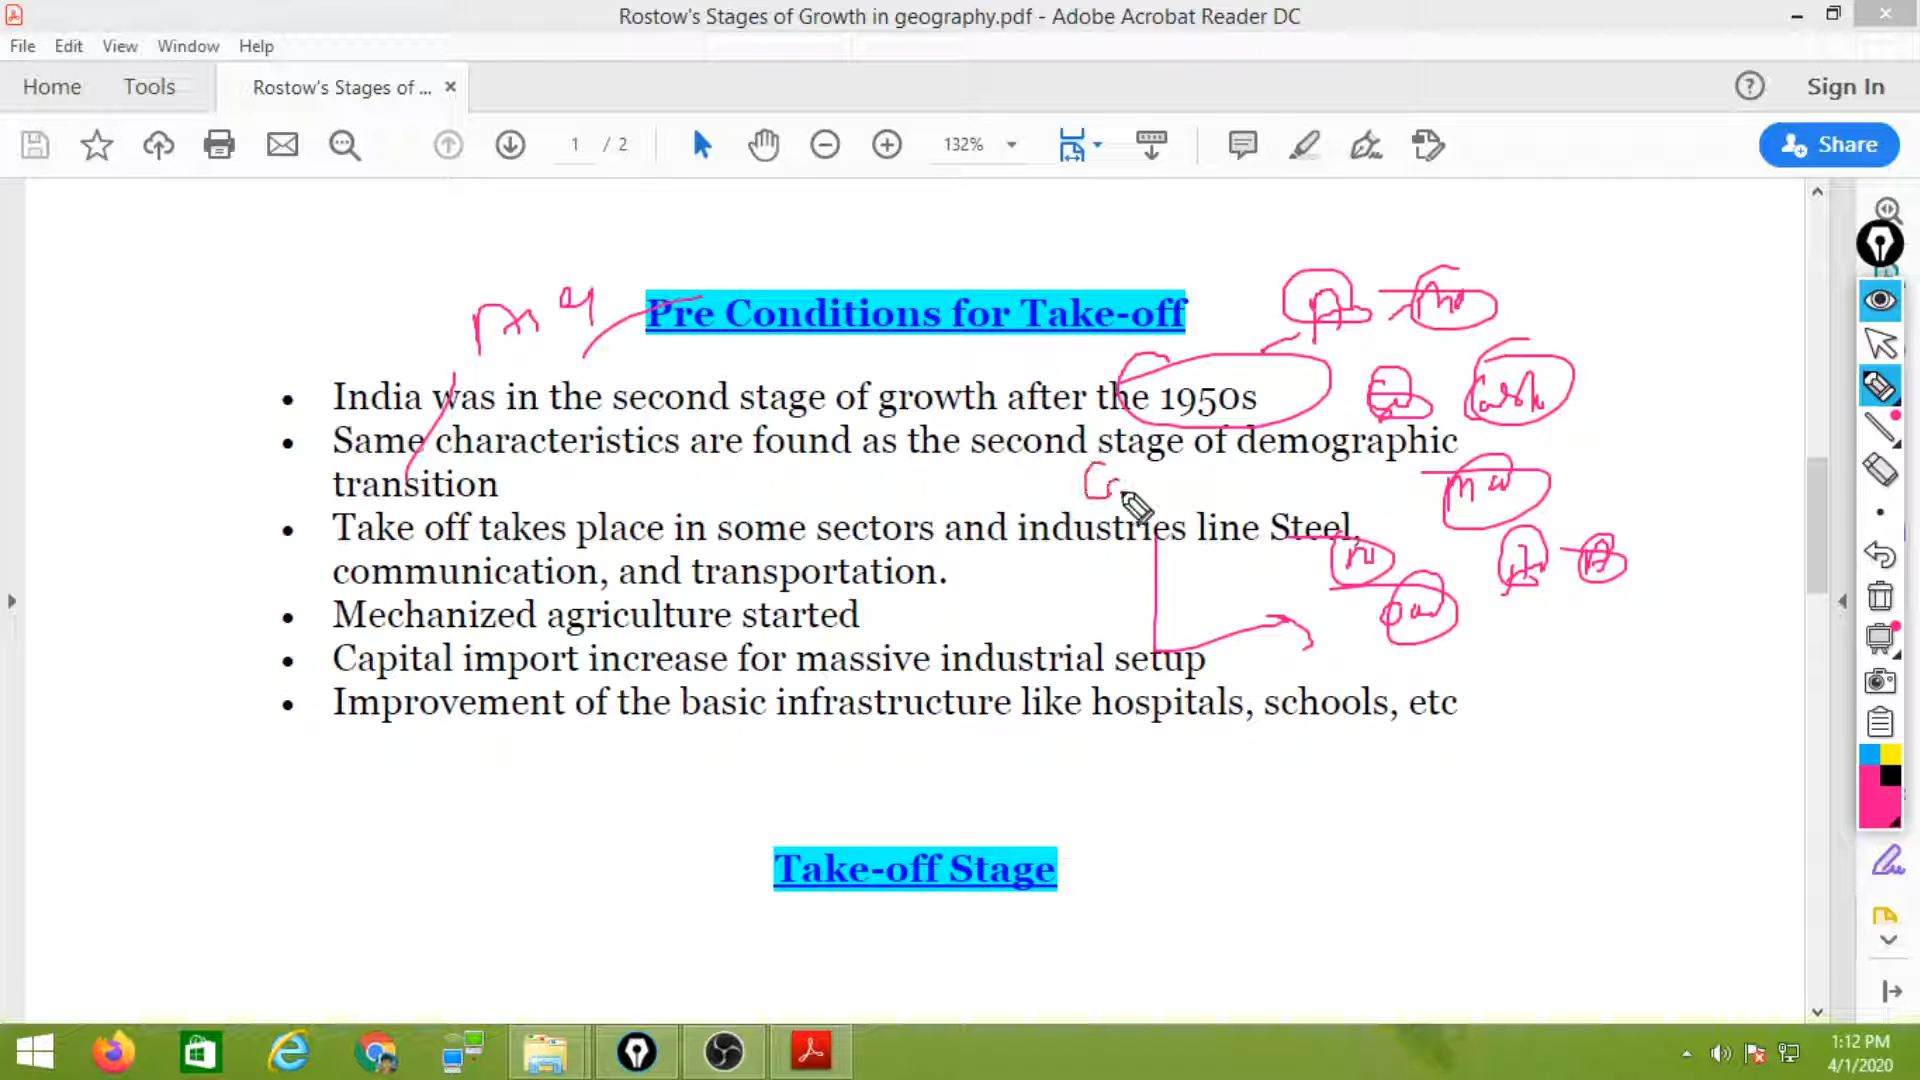 Rostow's Stages of Growth in geography.pdf - Adobe Acrobat Reader DC
File Edit View Window Help
Home Tools Rostow's Stages of ... Sign In
1 / 2 132% Share
Pre Conditions for Take-off
India was in the second stage of growth after the 1950s
Same characteristics are found as the second stage of demographic
transition
Take off takes place in some sectors and industries line Steel,
communication, and transportation.
Mechanized agriculture started
Capital import increase for massive industrial setup
Improvement of the basic infrastructure like hospitals, schools, etc
Take-off Stage
1:12 PM
4/1/2020